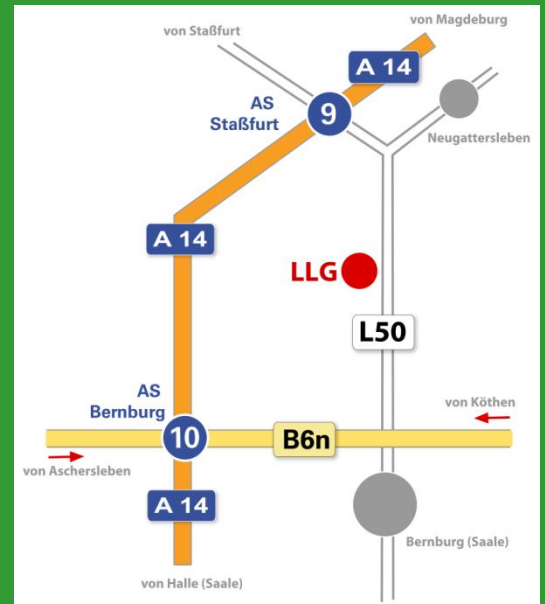 von Magdeburg
von Staßfurt
A 14
AS
Staßfurt
9
Neugattersleben
A 14
LLG
L50
AS
Bernburg
von Köthen
10
B6n
von Aschersleben
A 14
Bernburg (Saale)
von Halle (Saale)